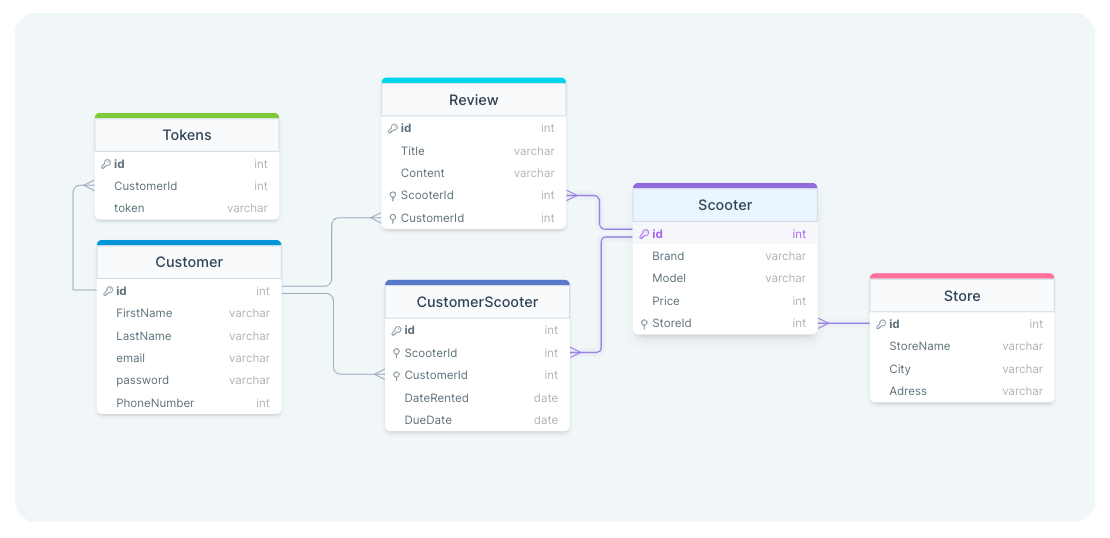 Tokens
id int
CustomerId int
token varchar
Customer
id int
FirstName varchar
LastName varchar
email varchar
password varchar
PhoneNumber int
Review
id int
Title varchar
Content varchar
ScooterId int
CustomerId int
CustomerScooter
id int
ScooterId int
CustomerId int
DateRented date
DueDate date
Scooter
id int
Brand varchar
Model varchar
Price int
StoreId int
Store
id int
StoreName varchar
City varchar
Adress varchar